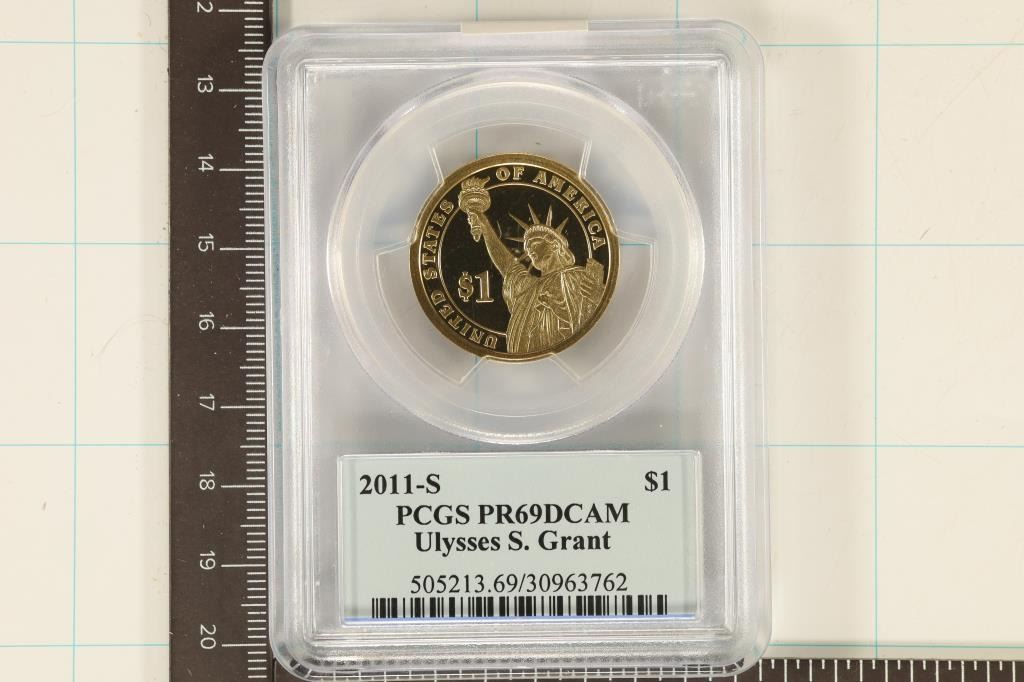 UNITED STATES OF AMERICA
$1
2011-S $1
PCGS PR69DCAM
Ulysses S. Grant
505213.69/30963762
2
13
14
15
16
17
18
19
20